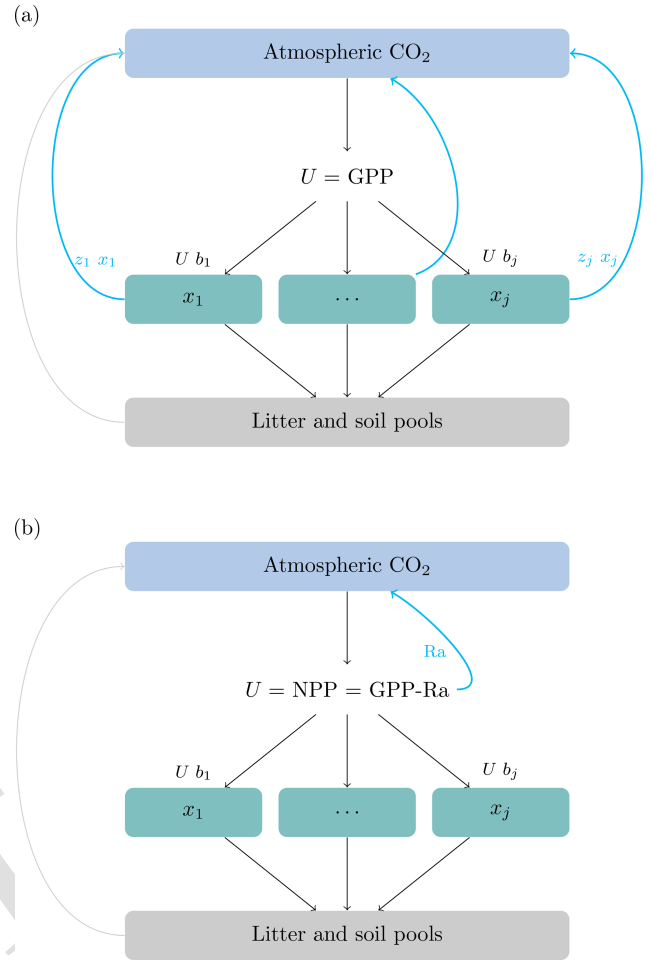 (a)
Atmospheric CO₂
U = GPP
z₁ x₁
U b₁
U bⱼ
zⱼ xⱼ
x₁
...
xⱼ
Litter and soil pools
(b)
Atmospheric CO₂
Ra
U = NPP = GPP-Ra
U b₁
U bⱼ
x₁
...
xⱼ
Litter and soil pools